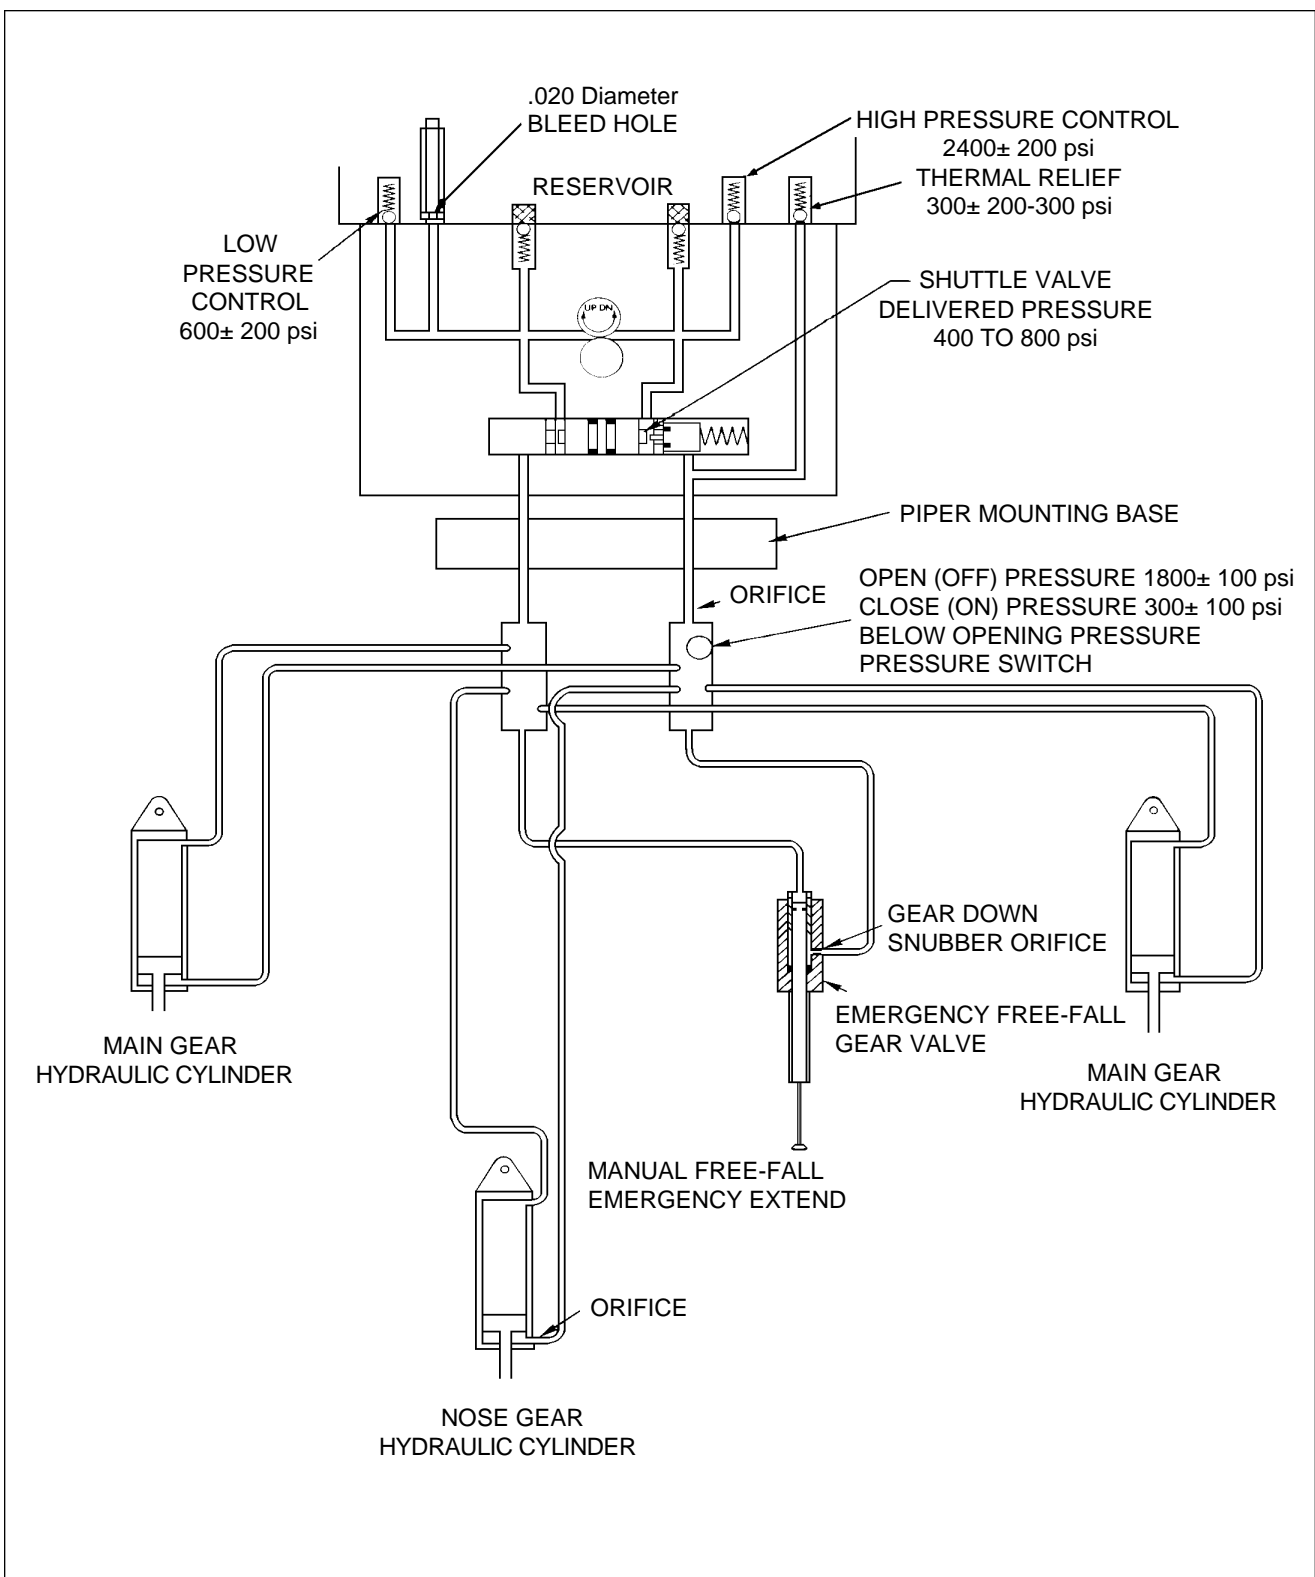 .020 Diameter
BLEED HOLE
HIGH PRESSURE CONTROL
2400± 200 psi
THERMAL RELIEF
300± 200-300 psi
RESERVOIR
LOW
PRESSURE
CONTROL
600± 200 psi
UP DN
SHUTTLE VALVE
DELIVERED PRESSURE
400 TO 800 psi
PIPER MOUNTING BASE
ORIFICE
OPEN (OFF) PRESSURE 1800± 100 psi
CLOSE (ON) PRESSURE 300± 100 psi
BELOW OPENING PRESSURE
PRESSURE SWITCH
GEAR DOWN
SNUBBER ORIFICE
EMERGENCY FREE-FALL
GEAR VALVE
MAIN GEAR
HYDRAULIC CYLINDER
MAIN GEAR
HYDRAULIC CYLINDER
MANUAL FREE-FALL
EMERGENCY EXTEND
ORIFICE
NOSE GEAR
HYDRAULIC CYLINDER